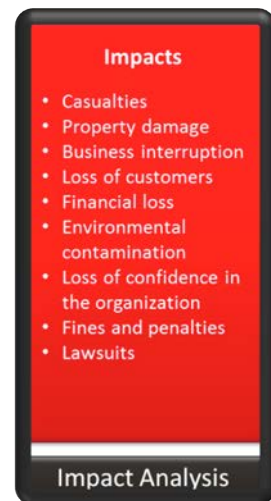 Impacts
• Casualties
• Property damage
• Business interruption
• Loss of customers
• Financial loss
• Environmental
contamination
• Loss of confidence in
the organization
• Fines and penalties
• Lawsuits
Impact Analysis